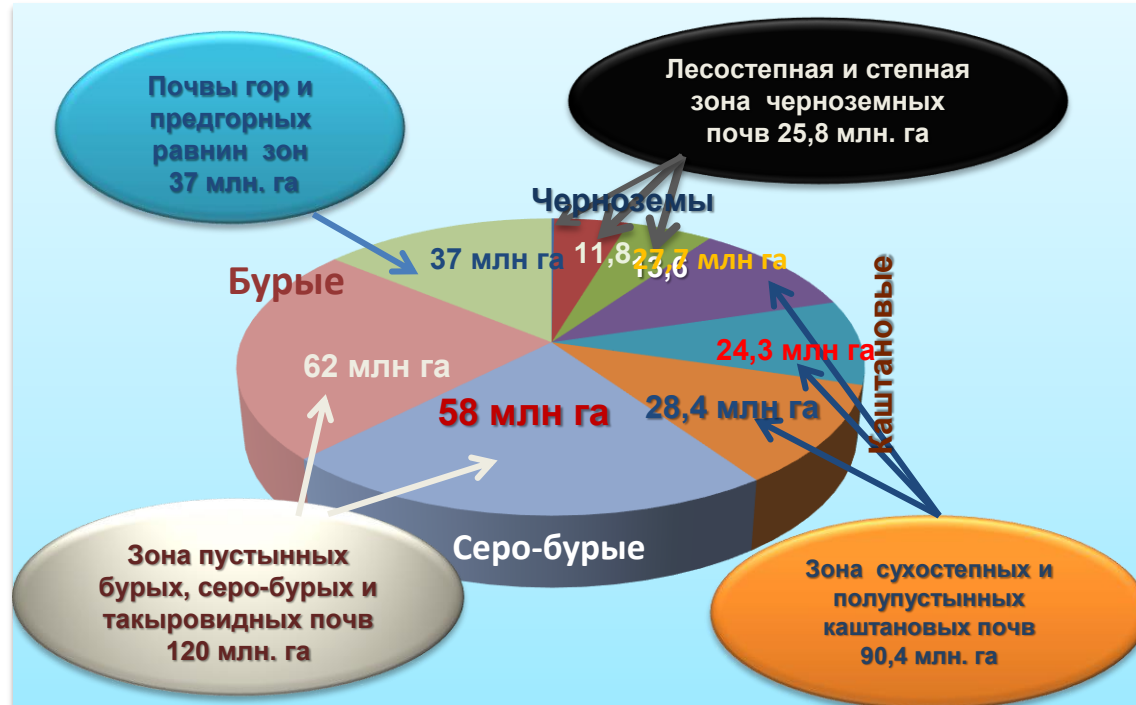 Почвы гор и
предгорных
равнин зон
37 млн. га
Лесостепная и степная
зона черноземных
почв 25,8 млн. га
Черноземы
37 млн га
11,8
13,6
27,7 млн га
Бурые
Каштановые
24,3 млн га
62 млн га
58 млн га
28,4 млн га
Серо-бурые
Зона пустынных
бурых, серо-бурых и
такыровидных почв
120 млн. га
Зона сухостепных и
полупустынных
каштановых почв
90,4 млн. га